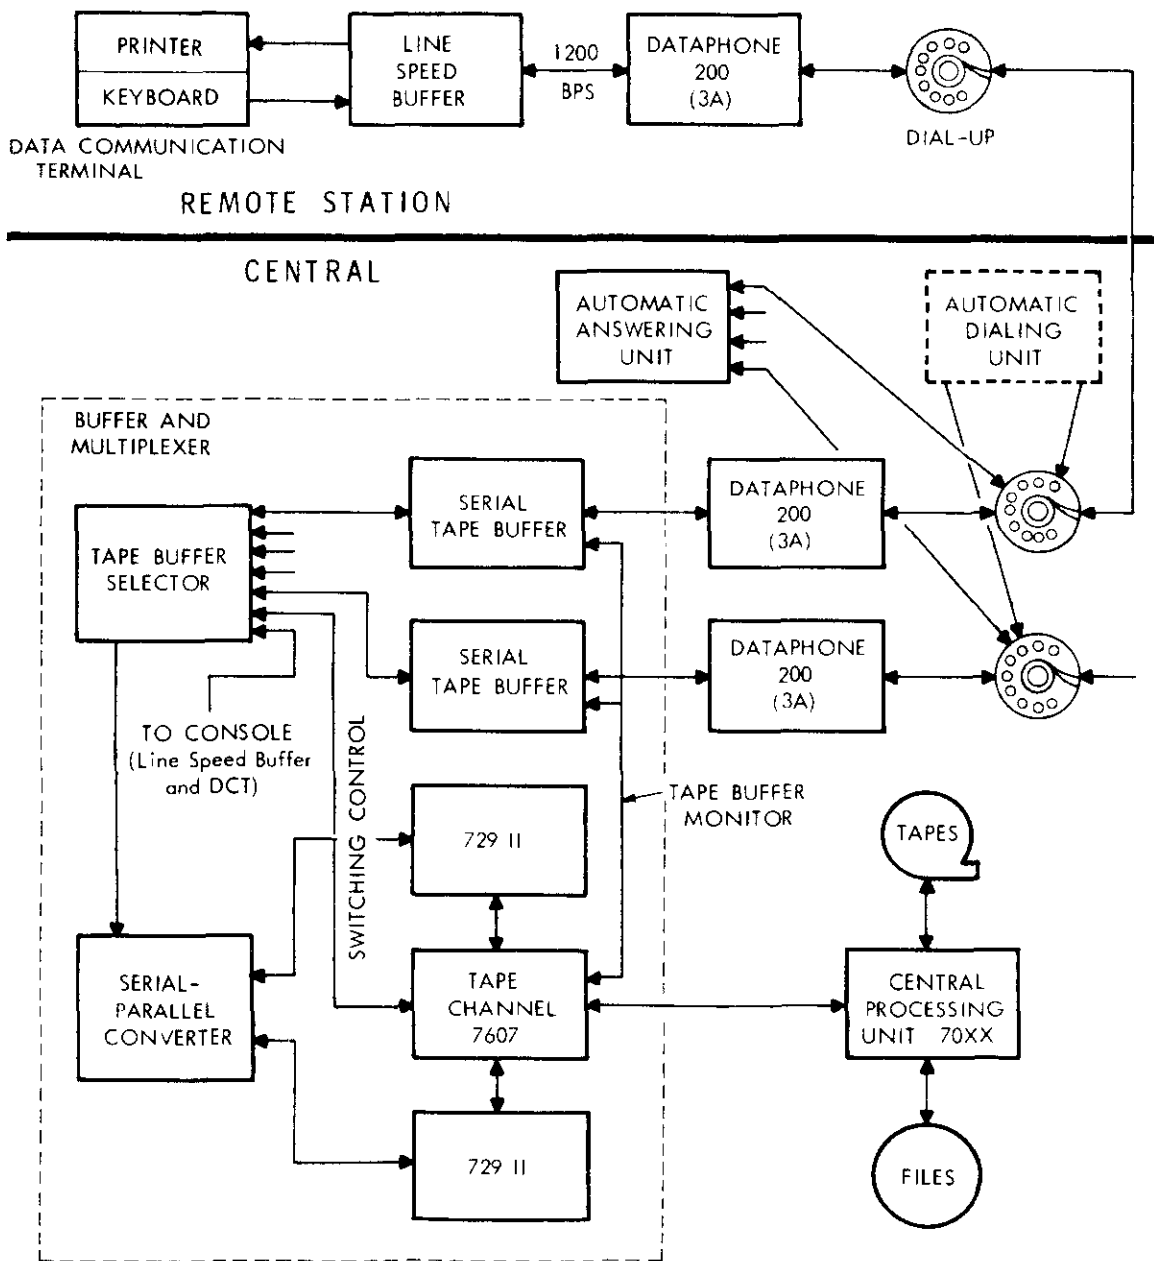 PRINTER
KEYBOARD
DATA COMMUNICATION
TERMINAL
LINE
SPEED
BUFFER
1200
BPS
DATAPHONE
200
(3A)
DIAL-UP
REMOTE STATION
CENTRAL
AUTOMATIC
ANSWERING
UNIT
AUTOMATIC
DIALING
UNIT
BUFFER AND
MULTIPLEXER
TAPE BUFFER
SELECTOR
SERIAL
TAPE BUFFER
DATAPHONE
200
(3A)
SERIAL
TAPE BUFFER
DATAPHONE
200
(3A)
TO CONSOLE
(Line Speed Buffer
and DCT)
SWITCHING CONTROL
TAPE BUFFER
MONITOR
729 II
TAPES
SERIAL-
PARALLEL
CONVERTER
TAPE
CHANNEL
7607
CENTRAL
PROCESSING
UNIT 70XX
729 II
FILES